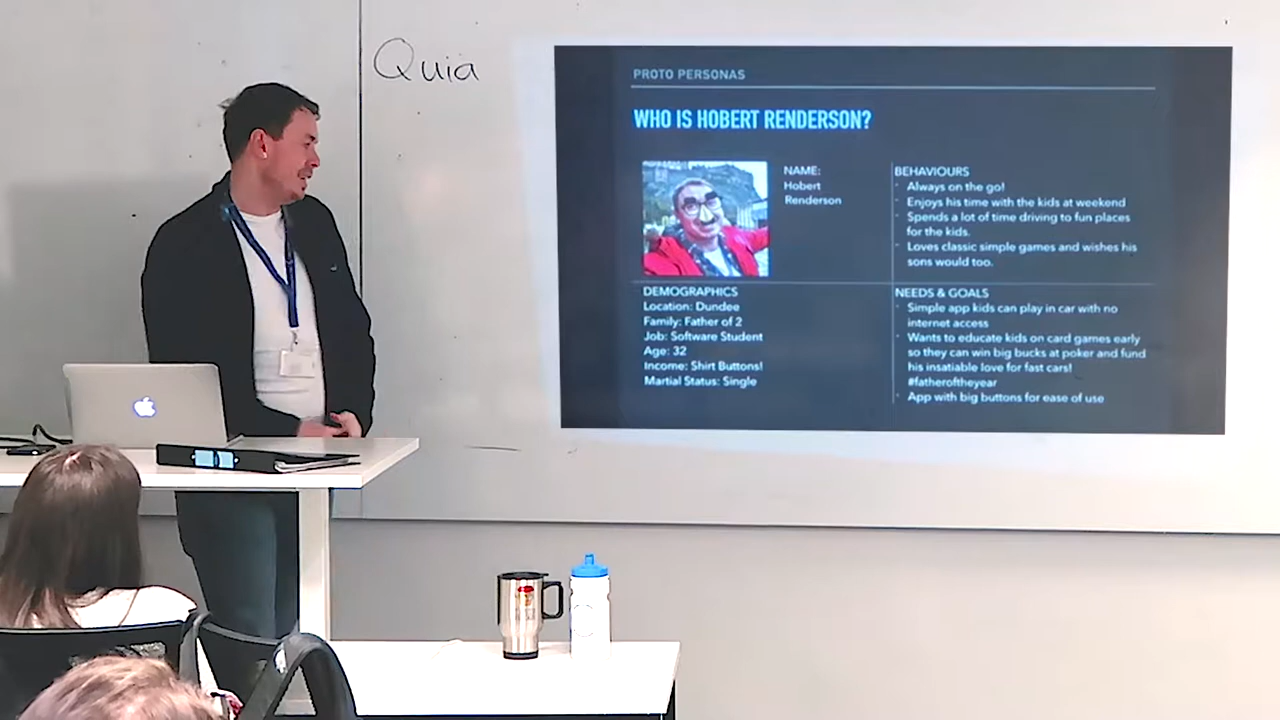 Quia
PROTO PERSONAS
WHO IS HOBERT RENDERSON?
NAME:
Hobert
Renderson
BEHAVIOURS
Always on the go!
Enjoys his time with the kids at weekend
Spends a lot of time driving to fun places
for the kids.
Loves classic simple games and wishes his
sons would too.
DEMOGRAPHICS
Location: Dundee
Family: Father of 2
Job: Software Student
Age: 32
Income: Shirt Buttons!
Martial Status: Single
NEEDS & GOALS
Simple app kids can play in car with no
internet access
Wants to educate kids on card games early
so they can win big bucks at poker and fund
his insatiable love for fast cars!
#fatheroftheyear
App with big buttons for ease of use